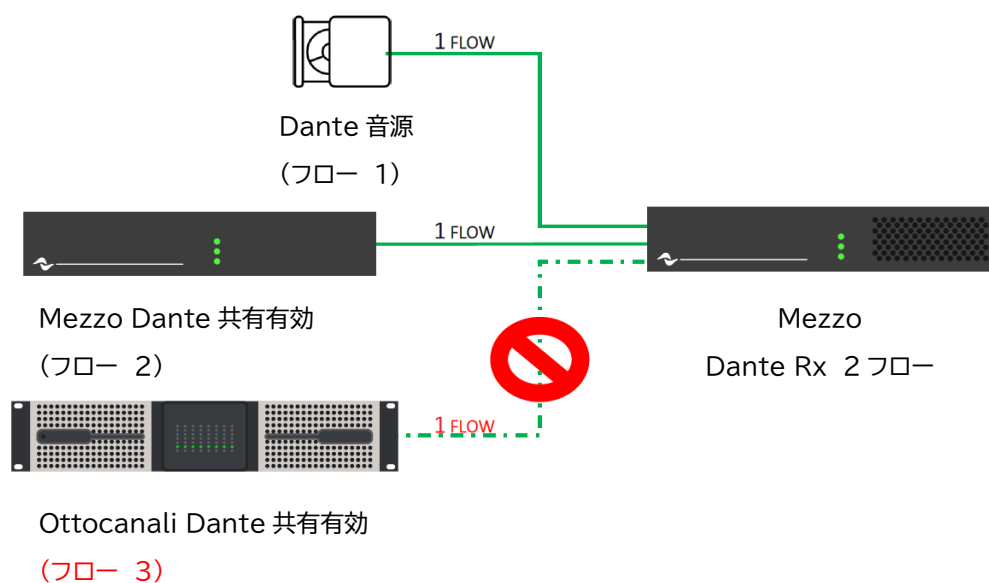 1 FLOW
Dante 音源
(フロー 1)
1 FLOW
Mezzo Dante 共有有効
(フロー 2)
Mezzo
Dante Rx 2フロー
1 FLOW
Ottocanali Dante 共有有効
(フロー 3)